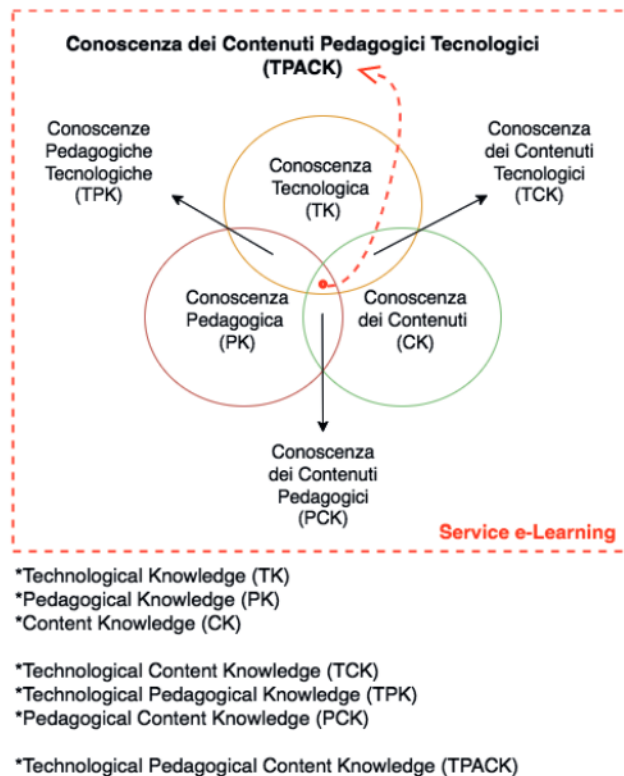 Conoscenza dei Contenuti Pedagogici Tecnologici
(TPACK)
Conoscenze
Pedagogiche
Tecnologiche
(TPK)
Conoscenza
Tecnologica
(TK)
Conoscenza
dei Contenuti
Tecnologici
(TCK)
Conoscenza
Pedagogica
(PK)
Conoscenza
dei Contenuti
(CK)
Conoscenza
dei Contenuti
Pedagogici
(PCK)
Service e-Learning
*Technological Knowledge (TK)
*Pedagogical Knowledge (PK)
*Content Knowledge (CK)
*Technological Content Knowledge (TCK)
*Technological Pedagogical Knowledge (TPK)
*Pedagogical Content Knowledge (PCK)
*Technological Pedagogical Content Knowledge (TPACK)